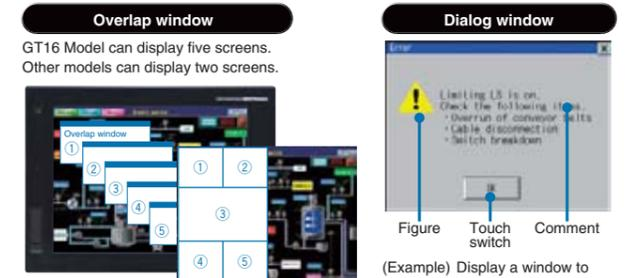 Overlap window
GT16 Model can display five screens.
Other models can display two screens.
Overlap window
①
②
③
④
⑤
①
②
③
④
⑤
Dialog window
Error
Limiting LS is on.
Check the following items.
・Overrun of conveyor belts
・Cable disconnection
・Switch breakdown
OK
Figure
Touch switch
Comment
(Example) Display a window to